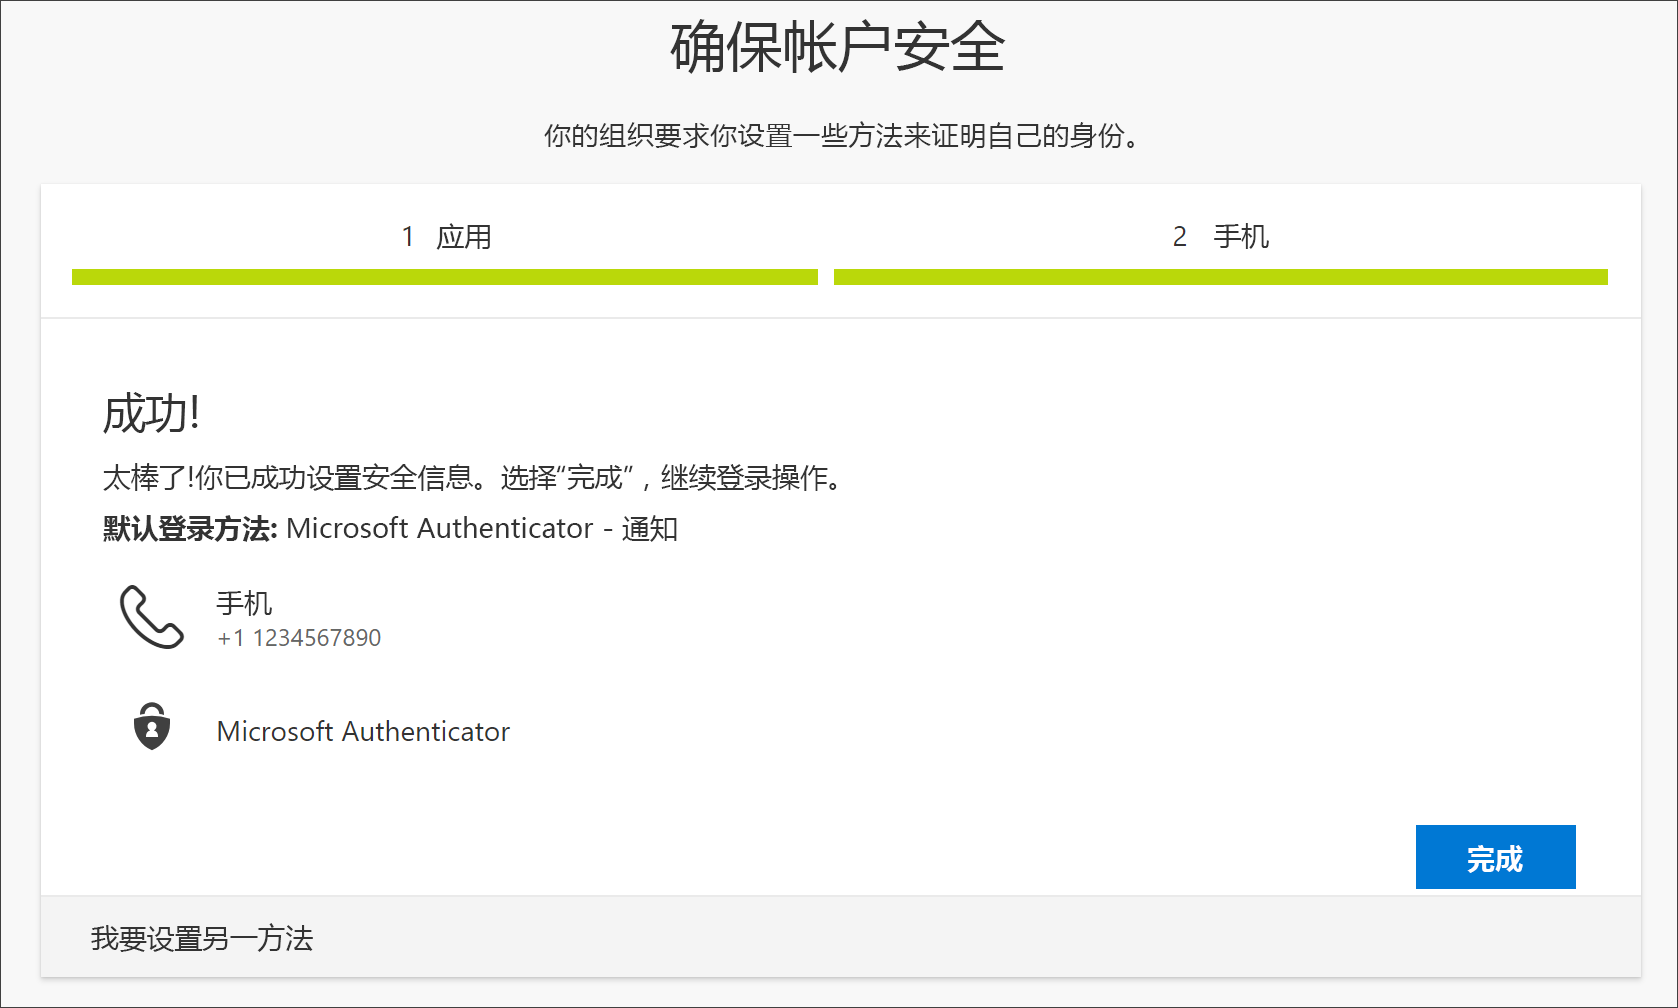 确保帐户安全
你的组织要求你设置一些方法来证明自己的身份。
1 应用
2 手机
成功!
太棒了!你已成功设置安全信息。选择“完成”，继续登录操作。
默认登录方法: Microsoft Authenticator - 通知
手机
+1 1234567890
Microsoft Authenticator
完成
我要设置另一方法